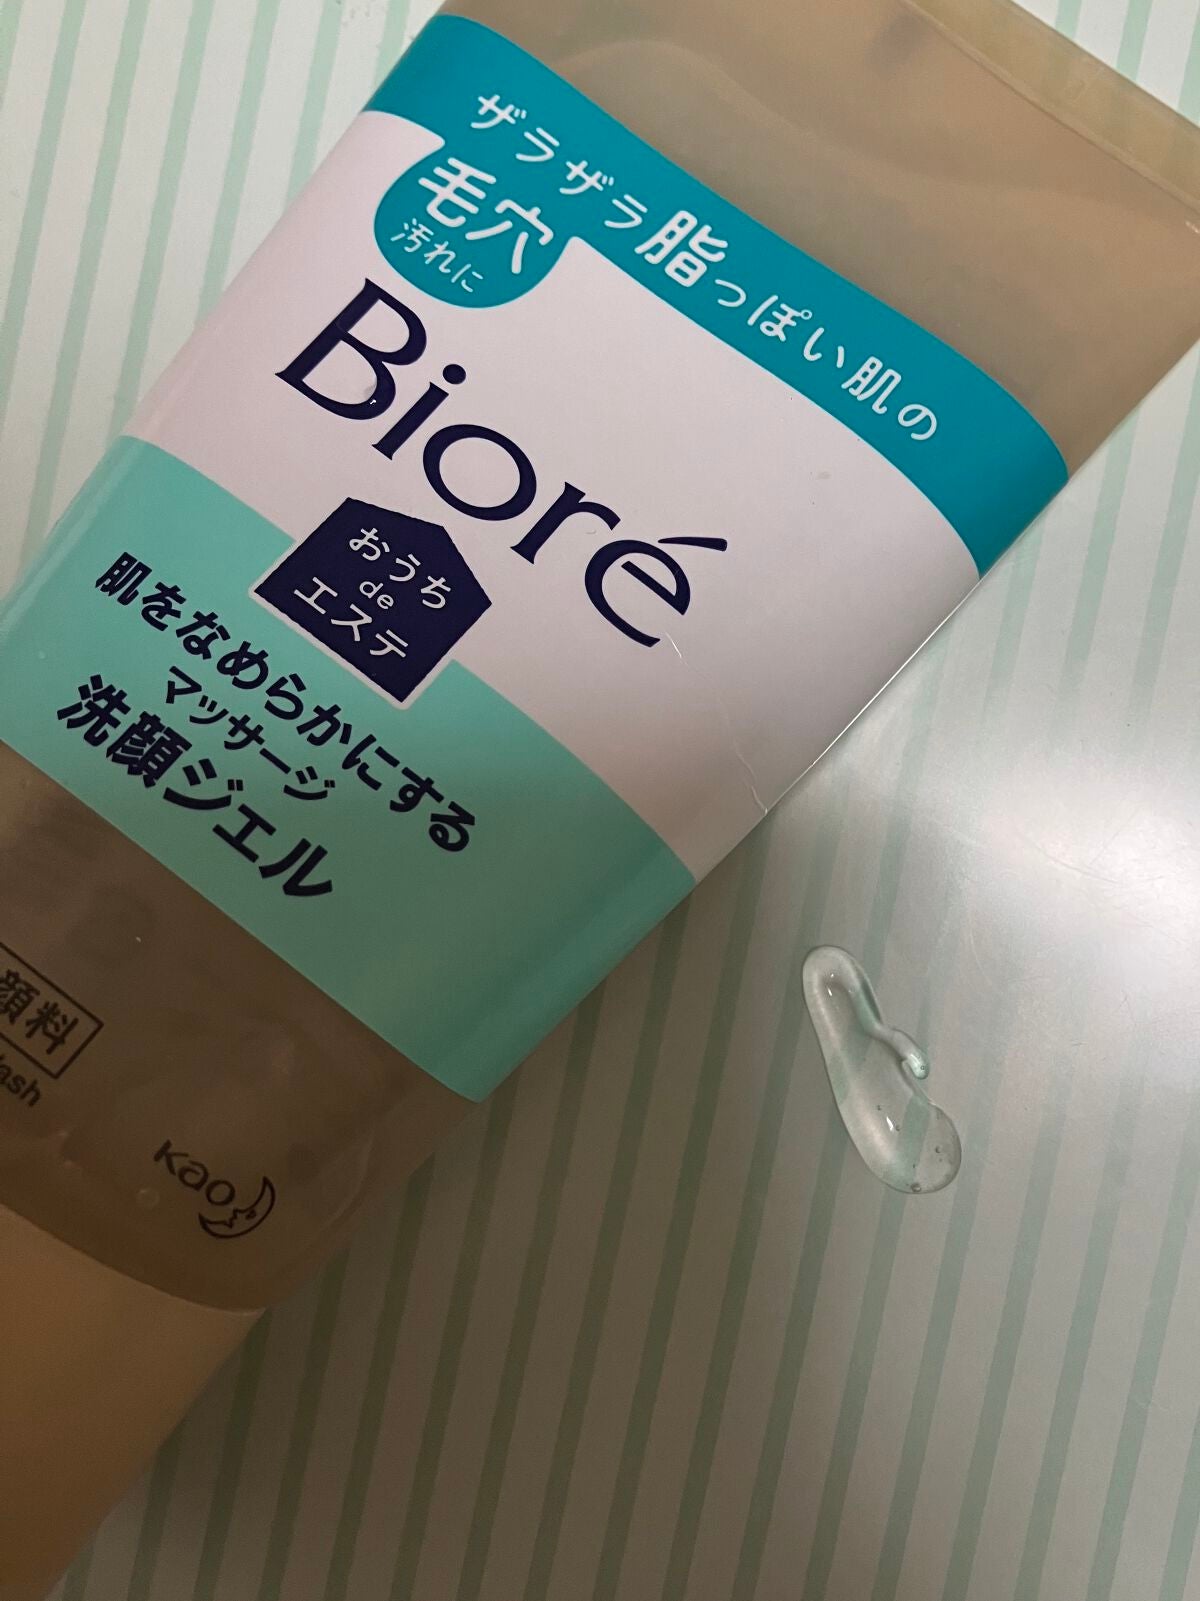 ザラザラ脂っぽい肌の
毛穴
汚れに
Bioré
おうち
de
エステ
肌をなめらかにする
マッサージ
洗顔ジェル
顔料
Kao